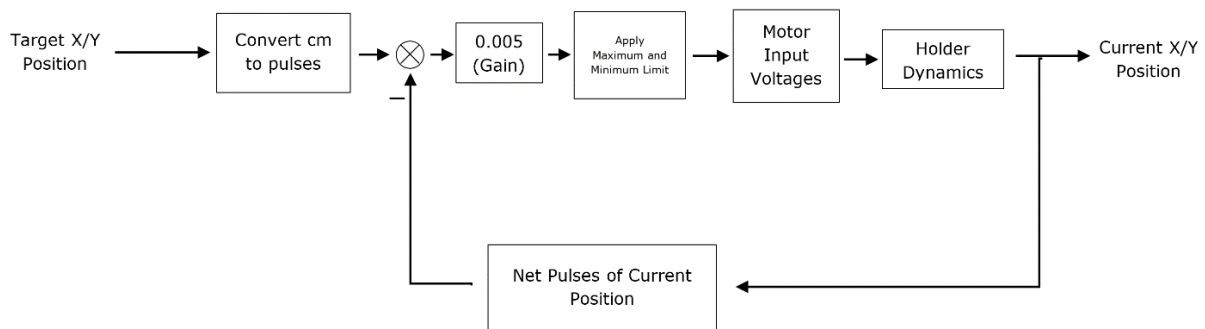 Target X/Y
Position
Convert cm
to pulses
0.005
(Gain)
Apply
Maximum and
Minimum Limit
Motor
Input
Voltages
Holder
Dynamics
Current X/Y
Position
–
Net Pulses of Current
Position